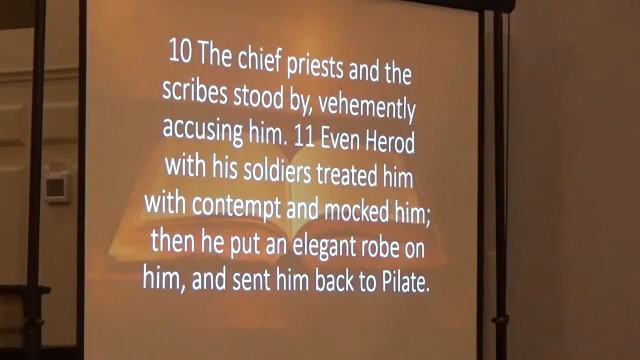 10 The chief priests and the
scribes stood by, vehemently
accusing him. 11 Even Herod
with his soldiers treated him
with contempt and mocked him;
then he put an elegant robe on
him, and sent him back to Pilate.